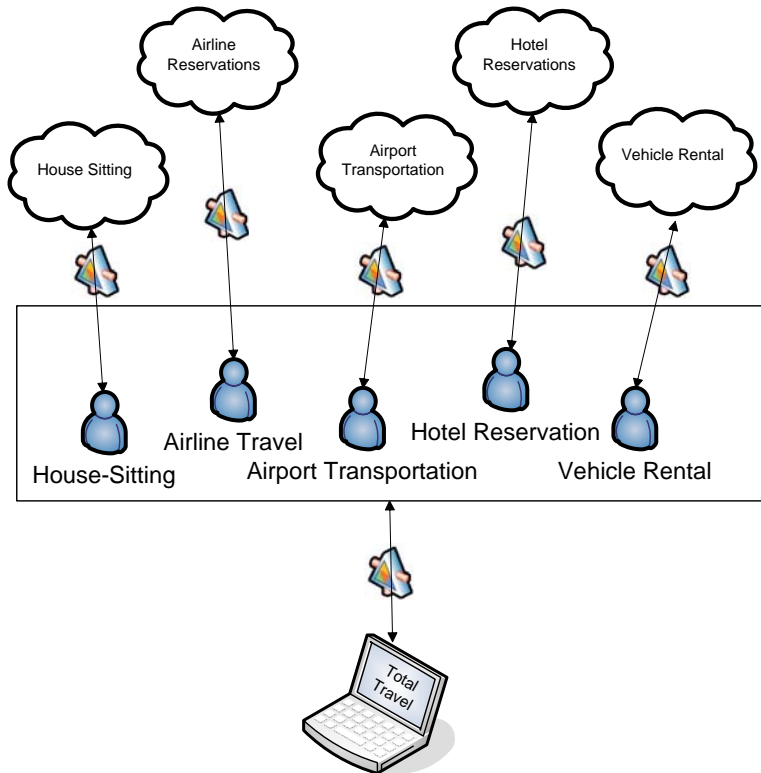 Airline
Reservations
Hotel
Reservations
House Sitting
Airport
Transportation
Vehicle Rental
Airline Travel
Hotel Reservation
House-Sitting
Airport Transportation
Vehicle Rental
Total
Travel